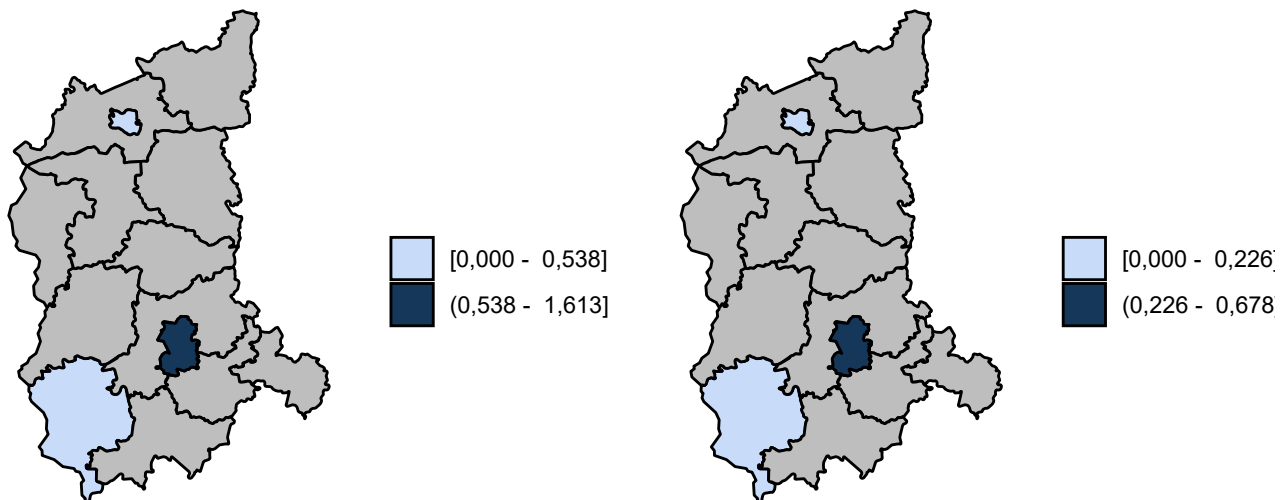 [0,000 -  0,538]
(0,538 -  1,613]
[0,000 -  0,226]
(0,226 -  0,678]